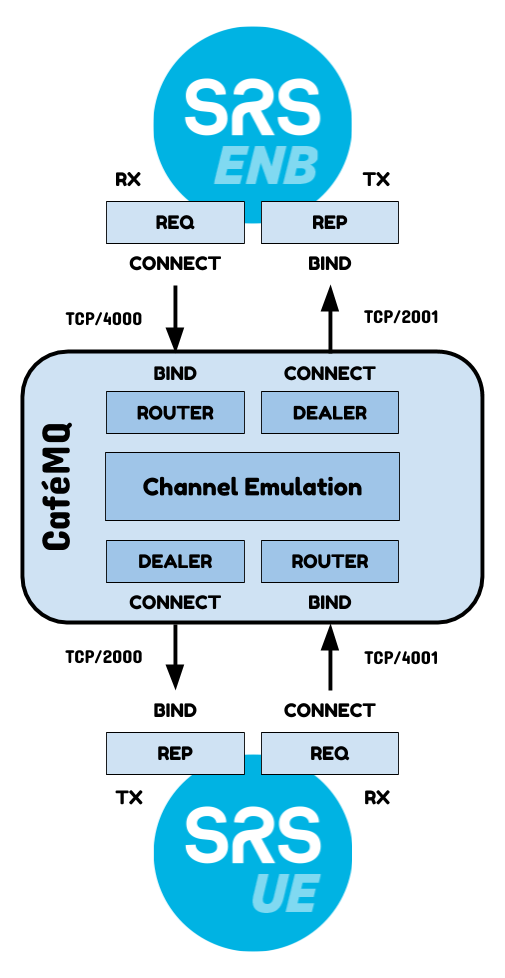 SRS
ENB
RX TX
REQ REP
CONNECT BIND
TCP/4000 TCP/2001
BIND CONNECT
ROUTER DEALER
CaféMQ
Channel Emulation
DEALER ROUTER
CONNECT BIND
TCP/2000 TCP/4001
BIND CONNECT
REP REQ
TX RX
SRS
UE